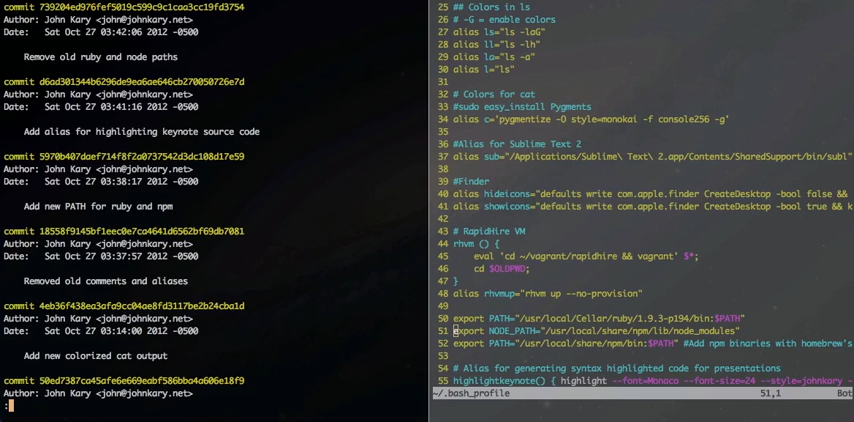 commit 739204ed976fef5019c599c9c1caa3cc19fd3754
Author: John Kary <john@johnkary.net>
Date:   Sat Oct 27 03:42:06 2012 -0500
Remove old ruby and node paths
commit d6ad301344b6296de9ea6ae646cb270050726e7d
Author: John Kary <john@johnkary.net>
Date:   Sat Oct 27 03:41:16 2012 -0500
Add alias for highlighting keynote source code
commit 5970b407daef714f8f2a0737542d3dc108d17e59
Author: John Kary <john@johnkary.net>
Date:   Sat Oct 27 03:38:17 2012 -0500
Add new PATH for ruby and npm
commit 18558f9145bf1eec0e7ca4641d6562bf69db7081
Author: John Kary <john@johnkary.net>
Date:   Sat Oct 27 03:37:57 2012 -0500
Removed old comments and aliases
commit 4eb36f438ea3afa9cc04ae8fd3117be2b24cba1d
Author: John Kary <john@johnkary.net>
Date:   Sat Oct 27 03:14:00 2012 -0500
Add new colorized cat output
commit 50ed7387ca45afe6e669eabf586bba4a606e18f9
Author: John Kary <john@johnkary.net>
:
25 ## Colors in ls
26 # -G = enable colors
27 alias ls="ls -laG"
28 alias ll="ls -lh"
29 alias la="ls -a"
30 alias l="ls"
31
32 # Colors for cat
33 #sudo easy_install Pygments
34 alias c='pygmentize -O style=monokai -f console256 -g'
35
36 #Alias for Sublime Text 2
37 alias sub="/Applications/Sublime\ Text\ 2.app/Contents/SharedSupport/bin/subl"
38
39 #Finder
40 alias hideicons="defaults write com.apple.finder CreateDesktop -bool false &&
41 alias showicons="defaults write com.apple.finder CreateDesktop -bool true && k
42
43 # RapidHire VM
44 rhvm () {
45     eval 'cd ~/vagrant/rapidhire && vagrant' $*;
46     cd $OLDPWD;
47 }
48 alias rhvmup="rhvm up --no-provision"
49
50 export PATH="/usr/local/Cellar/ruby/1.9.3-p194/bin:$PATH"
51 export NODE_PATH="/usr/local/share/npm/lib/node_modules"
52 export PATH="/usr/local/share/npm/bin:$PATH" #Add npm binaries with homebrew's
53
54 # Alias for generating syntax highlighted code for presentations
55 highlightkeynote() { highlight --font=Monaco --font-size=24 --style=johnkary -
~/.bash_profile 51,1 Bot